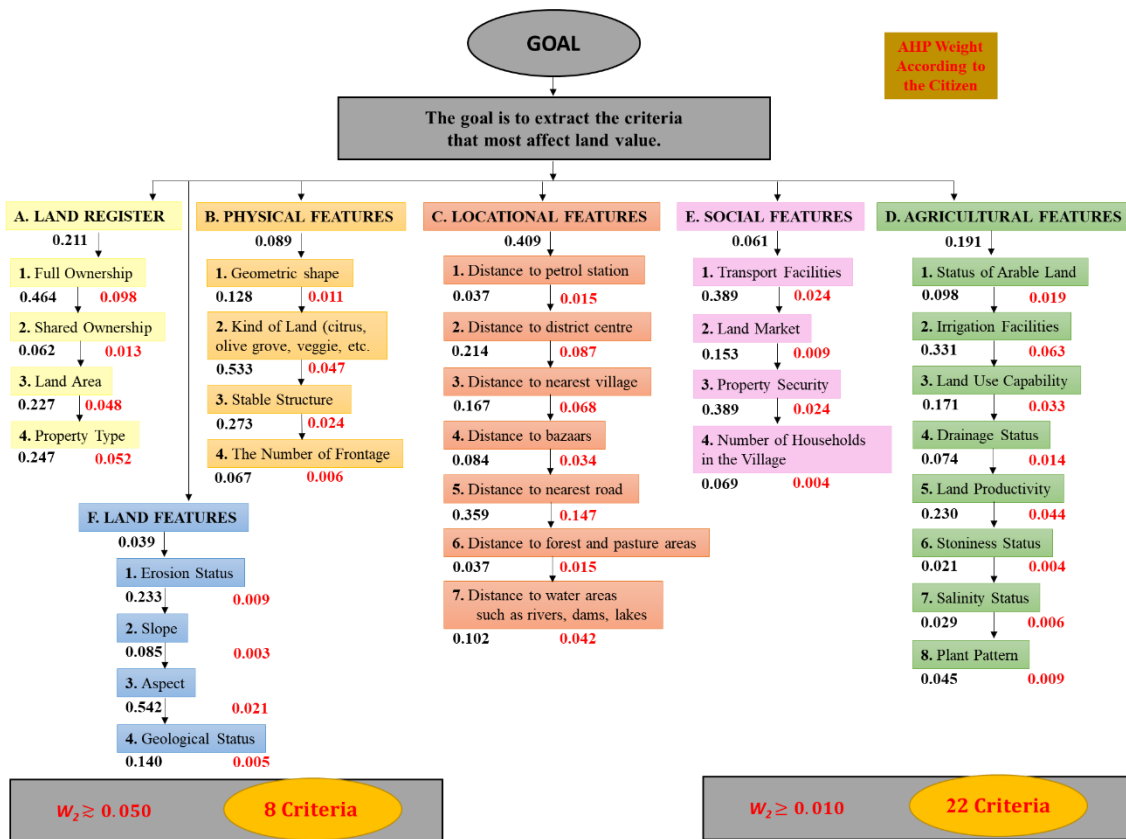 GOAL
AHP Weight
According to
the Citizen
The goal is to extract the criteria
that most affect land value.
A. LAND REGISTER
0.211
1. Full Ownership
0.464 0.098
2. Shared Ownership
0.062 0.013
3. Land Area
0.227 0.048
4. Property Type
0.247 0.052
B. PHYSICAL FEATURES
0.089
1. Geometric shape
0.128 0.011
2. Kind of Land (citrus,
olive grove, veggie, etc.
0.533 0.047
3. Stable Structure
0.273 0.024
4. The Number of Frontage
0.067 0.006
C. LOCATIONAL FEATURES
0.409
1. Distance to petrol station
0.037 0.015
2. Distance to district centre
0.214 0.087
3. Distance to nearest village
0.167 0.068
4. Distance to bazaars
0.084 0.034
5. Distance to nearest road
0.359 0.147
6. Distance to forest and pasture areas
0.037 0.015
7. Distance to water areas
such as rivers, dams, lakes
0.102 0.042
E. SOCIAL FEATURES
0.061
1. Transport Facilities
0.389 0.024
2. Land Market
0.153 0.009
3. Property Security
0.389 0.024
4. Number of Households
in the Village
0.069 0.004
D. AGRICULTURAL FEATURES
0.191
1. Status of Arable Land
0.098 0.019
2. Irrigation Facilities
0.331 0.063
3. Land Use Capability
0.171 0.033
4. Drainage Status
0.074 0.014
5. Land Productivity
0.230 0.044
6. Stoniness Status
0.021 0.004
7. Salinity Status
0.029 0.006
8. Plant Pattern
0.045 0.009
F. LAND FEATURES
0.039
1. Erosion Status
0.233 0.009
2. Slope
0.085 0.003
3. Aspect
0.542 0.021
4. Geological Status
0.140 0.005
W₂ ≳ 0.050 8 Criteria
W₂ ≥ 0.010 22 Criteria